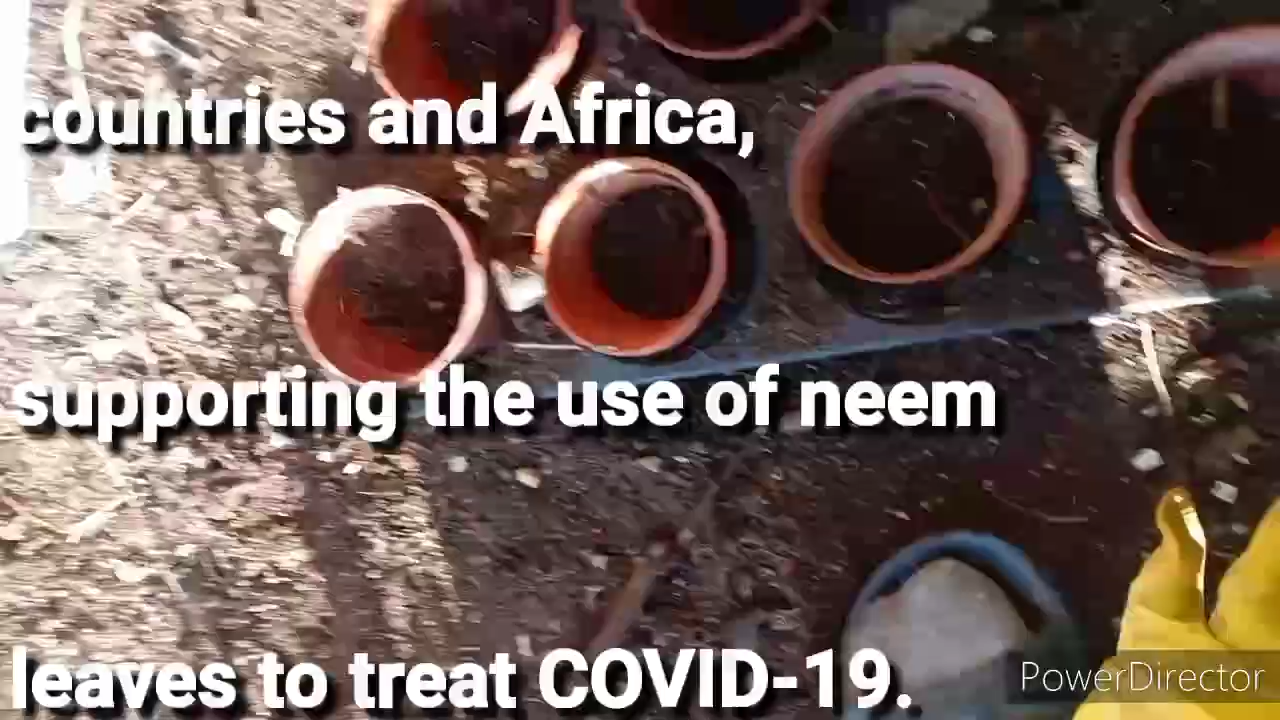 countries and Africa,
supporting the use of neem
leaves to treat COVID-19.
PowerDirector